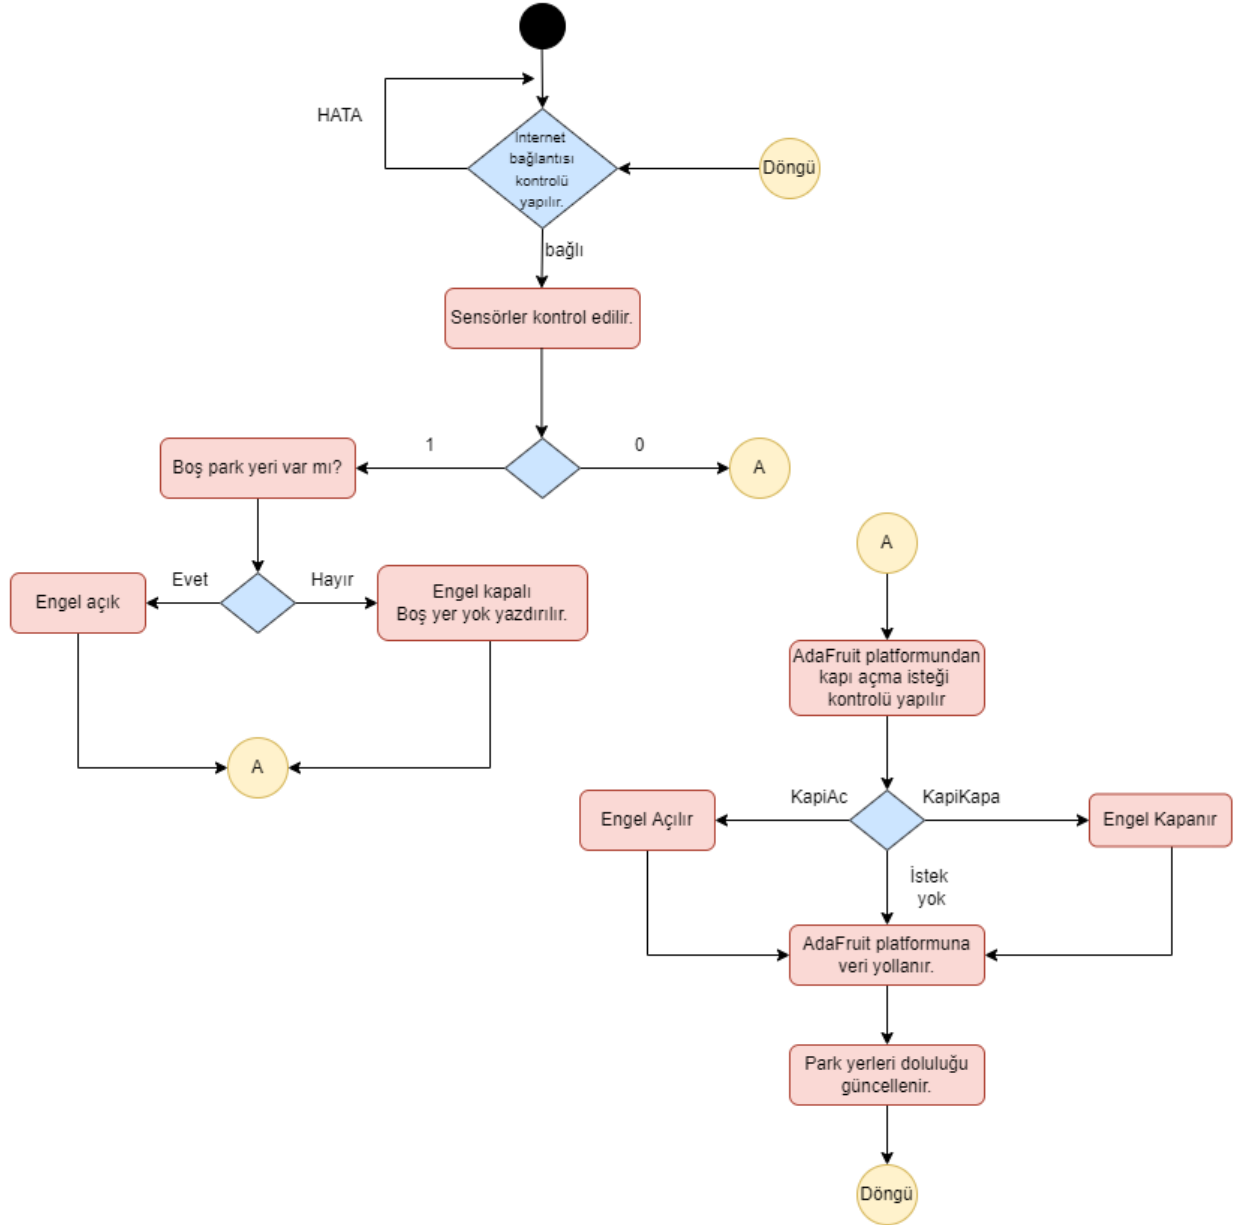 HATA
İnternet
bağlantısı
kontrolü
yapılır.
Döngü
bağlı
Sensörler kontrol edilir.
1
0
Boş park yeri var mı?
A
Evet
Hayır
Engel açık
Engel kapalı
Boş yer yok yazdırılır.
A
A
AdaFruit platformundan
kapı açma isteği
kontrolü yapılır
KapiAc
KapiKapa
Engel Açılır
Engel Kapanır
İstek
yok
AdaFruit platformuna
veri yollanır.
Park yerleri doluluğu
güncellenir.
Döngü